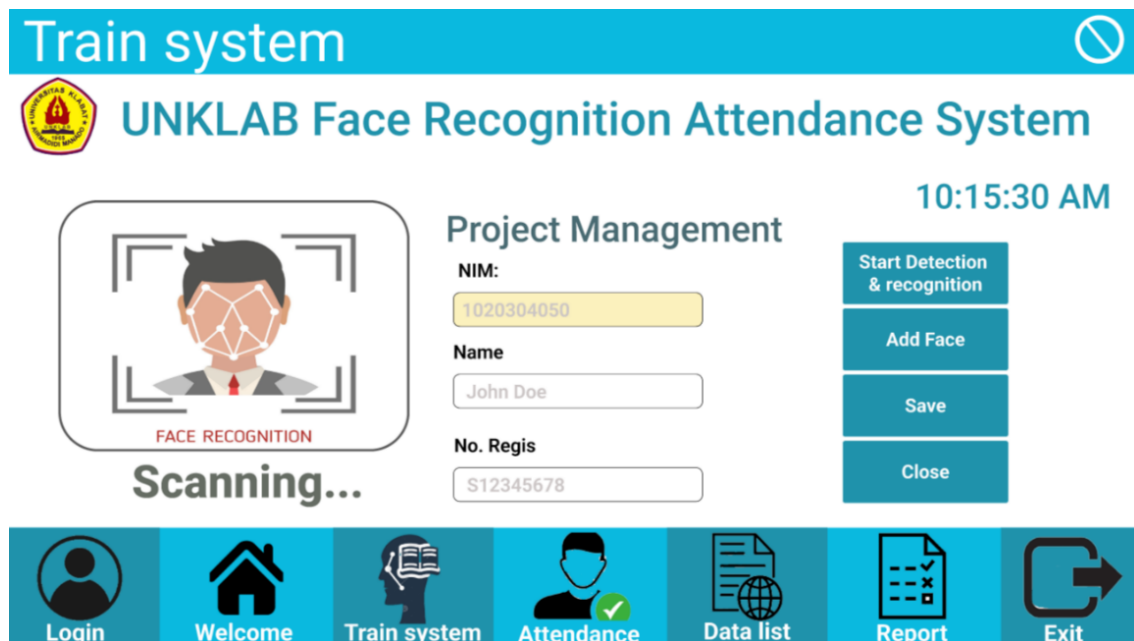 Train system
UNKLAB Face Recognition Attendance System
10:15:30 AM
FACE RECOGNITION
Scanning...
Project Management
NIM:
1020304050
Name
John Doe
No. Regis
S12345678
Start Detection
& recognition
Add Face
Save
Close
Login
Welcome
Train system
Attendance
Data list
Report
Exit